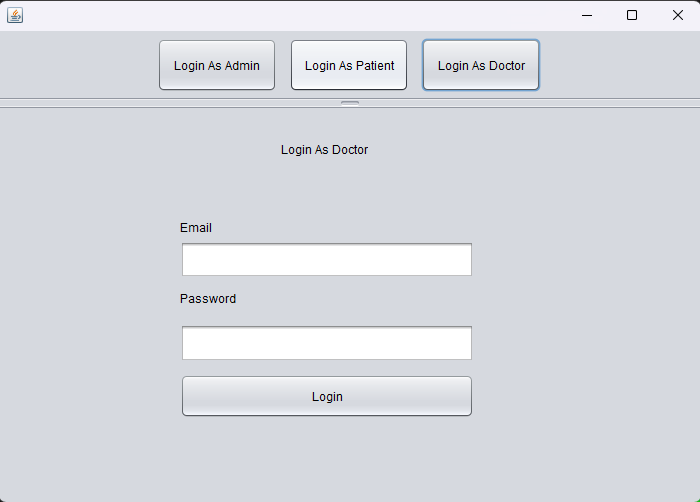 Login As Admin Login As Patient Login As Doctor
Login As Doctor
Email
Password
Login